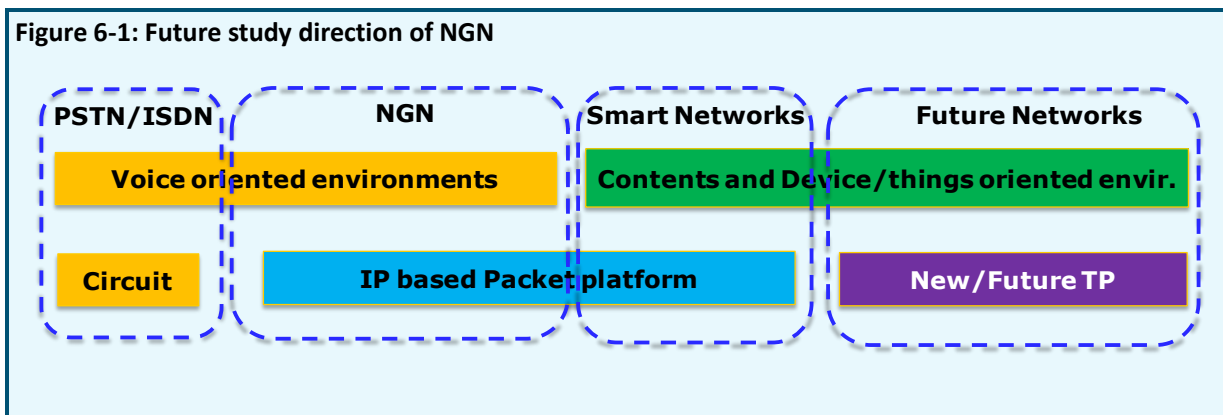 Figure 6-1: Future study direction of NGN
PSTN/ISDN
NGN
Smart Networks
Future Networks
Voice oriented environments
Contents and Device/things oriented envir.
Circuit
IP based Packet platform
New/Future TP